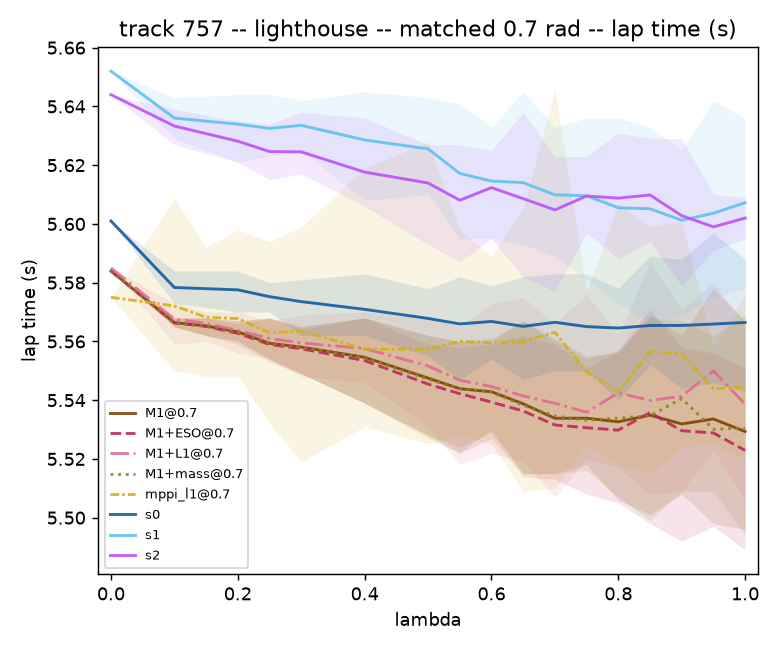 track 757 -- lighthouse -- matched 0.7 rad -- lap time (s)
5.66
5.64
5.62
5.60
5.58
5.56
5.54
5.52
5.50
lap time (s)
M1@0.7
M1+ESO@0.7
M1+L1@0.7
M1+mass@0.7
mppi_l1@0.7
s0
s1
s2
0.0 0.2 0.4 0.6 0.8 1.0
lambda